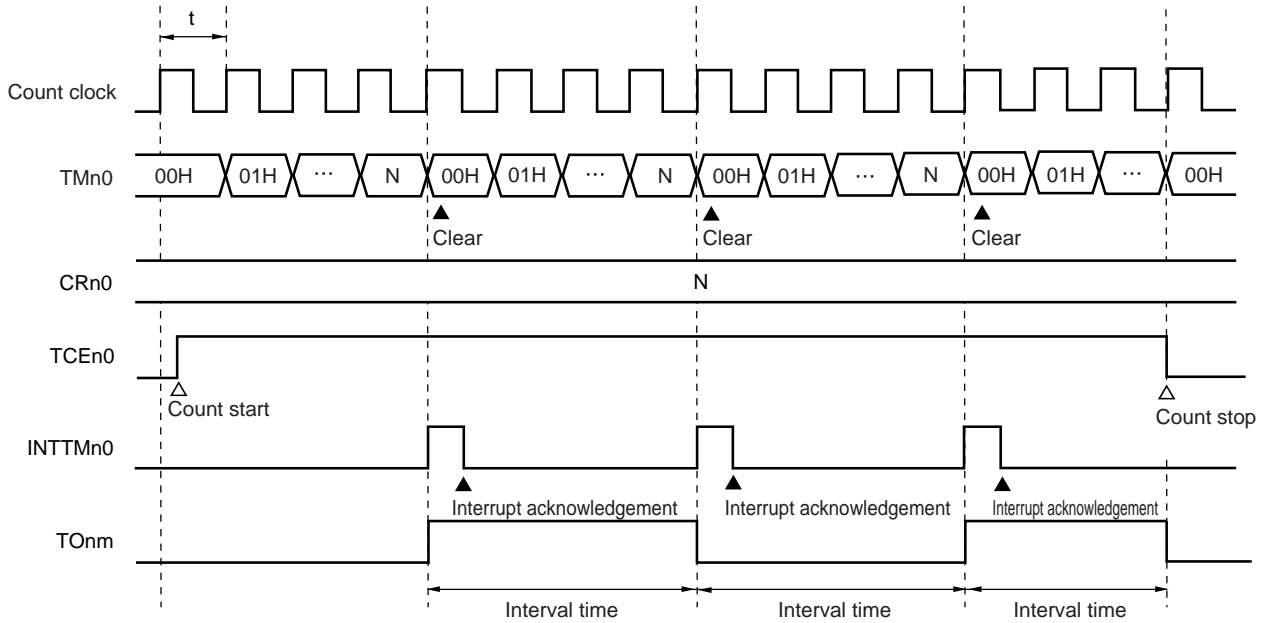 t
Count clock
TMn0 00H 01H ··· N 00H 01H ··· N 00H 01H ··· N 00H 01H ··· 00H
Clear Clear Clear
CRn0 N
TCEn0
Count start Count stop
INTTMn0
Interrupt acknowledgement Interrupt acknowledgement Interrupt acknowledgement
TOnm
Interval time Interval time Interval time